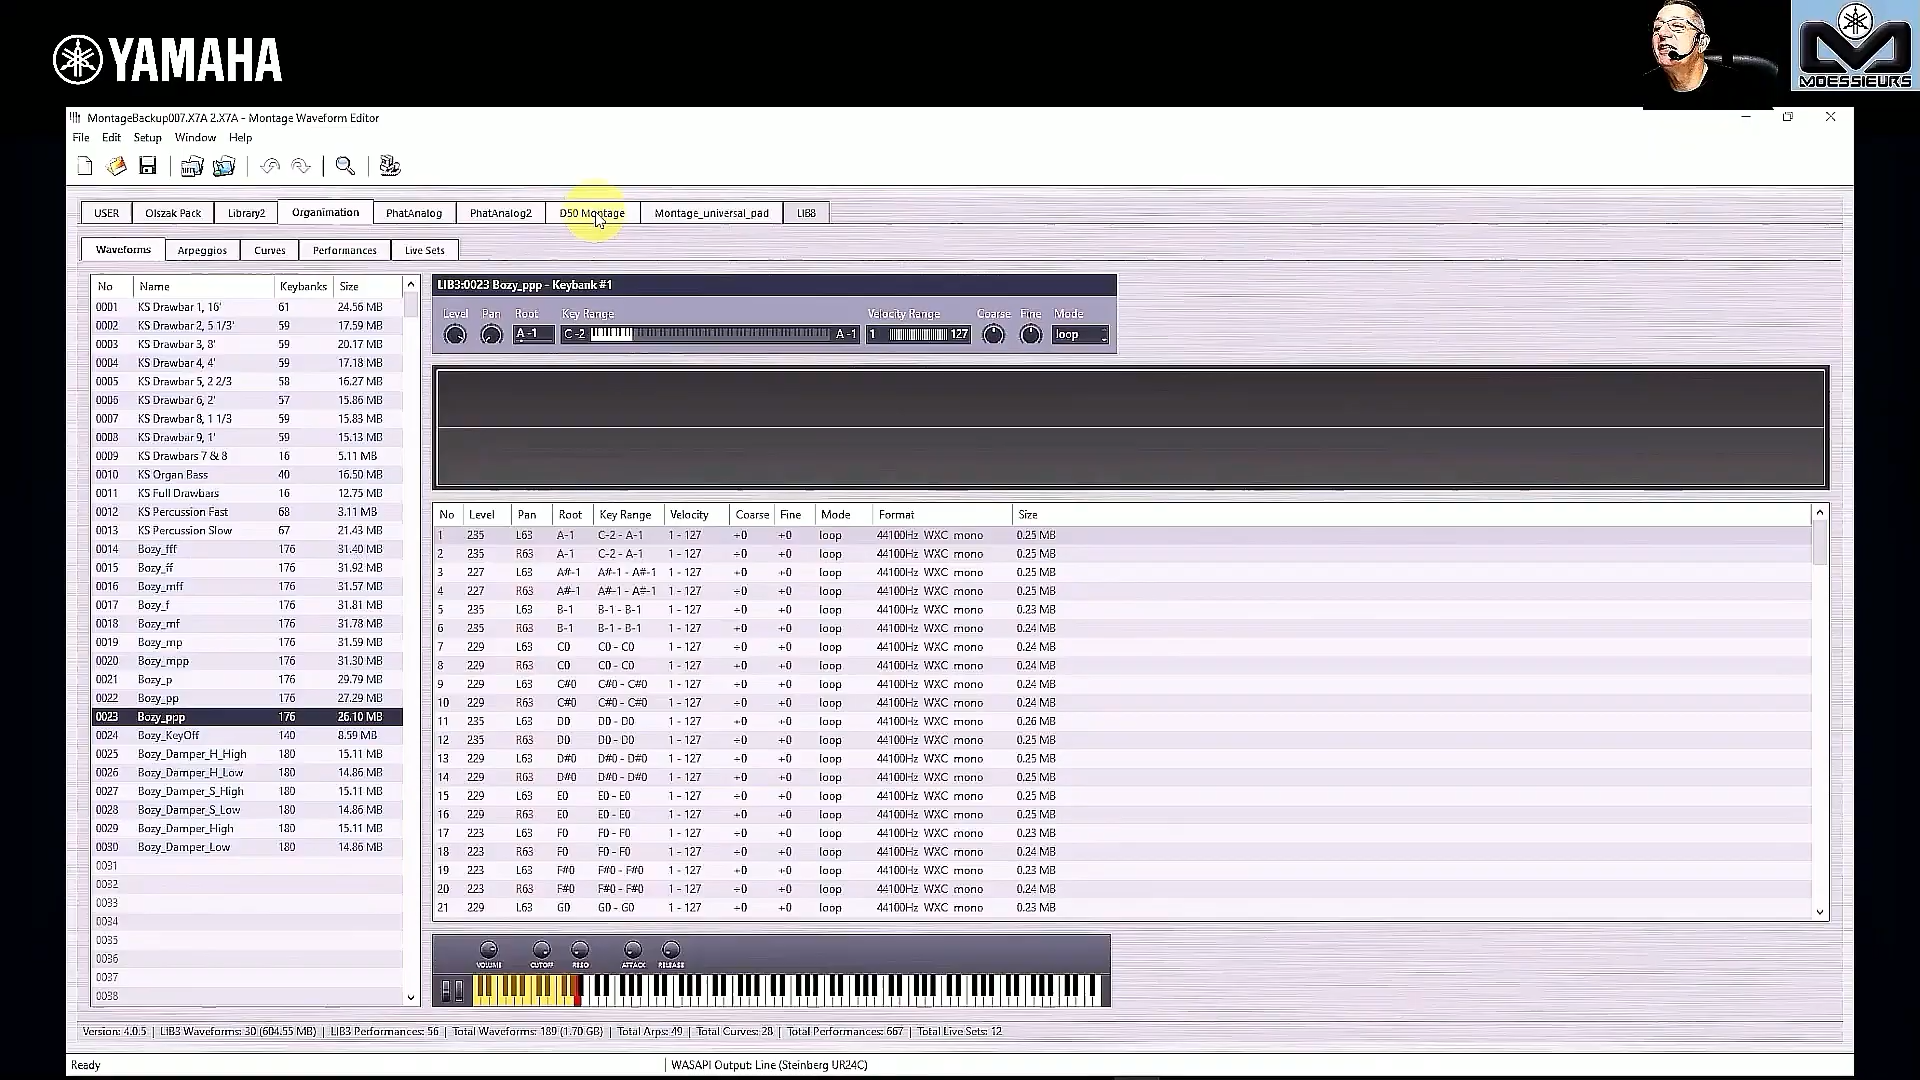 YAMAHA
MOESSIEURS
MontageBackup007.X7A 2.X7A - Montage Waveform Editor
File Edit Setup Window Help
USER Olszak Pack Library2 Organimation PhatAnalog PhatAnalog2 D50 Montage Montage_universal_pad LIB8
Waveforms Arpeggios Curves Performances Live Sets
No Name Keybanks Size
0001 KS Drawbar 1, 16' 61 24.56 MB
0002 KS Drawbar 2, 5 1/3' 59 17.59 MB
0003 KS Drawbar 3, 8' 59 20.17 MB
0004 KS Drawbar 4, 4' 59 17.18 MB
0005 KS Drawbar 5, 2 2/3 58 16.27 MB
0006 KS Drawbar 6, 2' 57 15.86 MB
0007 KS Drawbar 8, 1 1/3 59 15.83 MB
0008 KS Drawbar 9, 1' 59 15.13 MB
0009 KS Drawbars 7 & 8 16 5.11 MB
0010 KS Organ Bass 40 16.50 MB
0011 KS Full Drawbars 16 12.75 MB
0012 KS Percussion Fast 68 3.11 MB
0013 KS Percussion Slow 67 21.43 MB
0014 Bozy_fff 176 31.40 MB
0015 Bozy_ff 176 31.92 MB
0016 Bozy_mff 176 31.57 MB
0017 Bozy_f 176 31.81 MB
0018 Bozy_mf 176 31.78 MB
0019 Bozy_mp 176 31.59 MB
0020 Bozy_mpp 176 31.30 MB
0021 Bozy_p 176 29.79 MB
0022 Bozy_pp 176 27.29 MB
0023 Bozy_ppp 176 26.10 MB
0024 Bozy_KeyOff 140 8.59 MB
0025 Bozy_Damper_H_High 180 15.11 MB
0026 Bozy_Damper_H_Low 180 14.86 MB
0027 Bozy_Damper_S_High 180 15.11 MB
0028 Bozy_Damper_S_Low 180 14.86 MB
0029 Bozy_Damper_High 180 15.11 MB
0030 Bozy_Damper_Low 180 14.86 MB
0031
0032
0033
0034
0035
0036
0037
0038
LIB3:0023 Bozy_ppp - Keybank #1
Level Pan Root Key Range Velocity Range Coarse Fine Mode
A -1 C -2 A -1 1 127 loop
No Level Pan Root Key Range Velocity Coarse Fine Mode Format Size
1 235 L63 A-1 C-2 - A-1 1 - 127 +0 +0 loop 44100Hz WXC mono 0.25 MB
2 235 R63 A-1 C-2 - A-1 1 - 127 +0 +0 loop 44100Hz WXC mono 0.25 MB
3 227 L63 A#-1 A#-1 - A#-1 1 - 127 +0 +0 loop 44100Hz WXC mono 0.25 MB
4 227 R63 A#-1 A#-1 - A#-1 1 - 127 +0 +0 loop 44100Hz WXC mono 0.25 MB
5 235 L63 B-1 B-1 - B-1 1 - 127 +0 +0 loop 44100Hz WXC mono 0.23 MB
6 235 R63 B-1 B-1 - B-1 1 - 127 +0 +0 loop 44100Hz WXC mono 0.24 MB
7 229 L63 C0 C0 - C0 1 - 127 +0 +0 loop 44100Hz WXC mono 0.24 MB
8 229 R63 C0 C0 - C0 1 - 127 +0 +0 loop 44100Hz WXC mono 0.24 MB
9 229 L63 C#0 C#0 - C#0 1 - 127 +0 +0 loop 44100Hz WXC mono 0.24 MB
10 229 R63 C#0 C#0 - C#0 1 - 127 +0 +0 loop 44100Hz WXC mono 0.24 MB
11 235 L63 D0 D0 - D0 1 - 127 +0 +0 loop 44100Hz WXC mono 0.26 MB
12 235 R63 D0 D0 - D0 1 - 127 +0 +0 loop 44100Hz WXC mono 0.25 MB
13 229 L63 D#0 D#0 - D#0 1 - 127 +0 +0 loop 44100Hz WXC mono 0.25 MB
14 229 R63 D#0 D#0 - D#0 1 - 127 +0 +0 loop 44100Hz WXC mono 0.25 MB
15 229 L63 E0 E0 - E0 1 - 127 +0 +0 loop 44100Hz WXC mono 0.25 MB
16 229 R63 E0 E0 - E0 1 - 127 +0 +0 loop 44100Hz WXC mono 0.25 MB
17 223 L63 F0 F0 - F0 1 - 127 +0 +0 loop 44100Hz WXC mono 0.23 MB
18 223 R63 F0 F0 - F0 1 - 127 +0 +0 loop 44100Hz WXC mono 0.24 MB
19 223 L63 F#0 F#0 - F#0 1 - 127 +0 +0 loop 44100Hz WXC mono 0.23 MB
20 223 R63 F#0 F#0 - F#0 1 - 127 +0 +0 loop 44100Hz WXC mono 0.24 MB
21 229 L63 G0 G0 - G0 1 - 127 +0 +0 loop 44100Hz WXC mono 0.23 MB
VOLUME CUTOFF RESO ATTACK RELEASE
Version: 4.0.5 | LIB3 Waveforms: 30 (604.55 MB) | LIB3 Performances: 56 | Total Waveforms: 189 (1.70 GB) | Total Arps: 49 | Total Curves: 28 | Total Performances: 667 | Total Live Sets: 12
Ready WASAPI Output: Line (Steinberg UR24C)